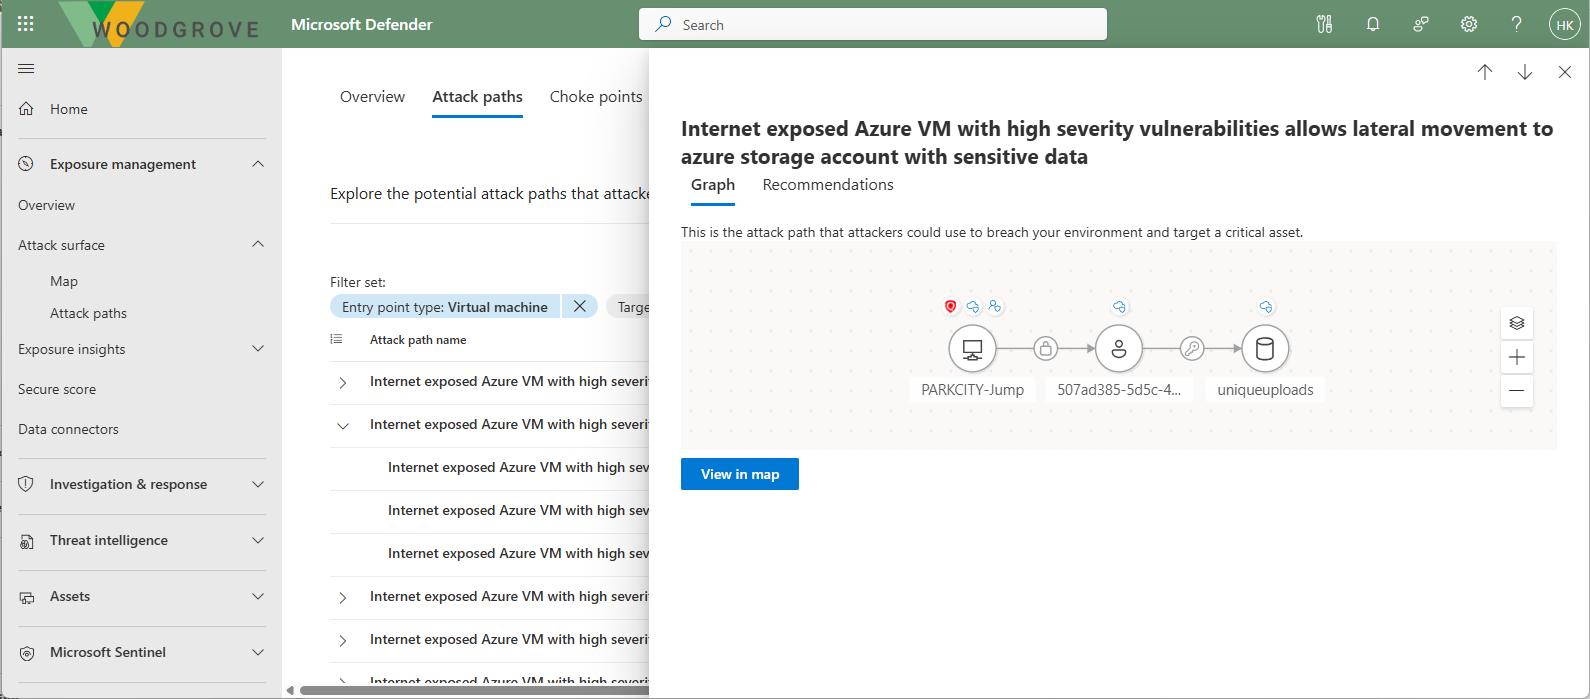 WOODGROVE
Microsoft Defender
Search
HK
Home
Exposure management
Overview
Attack surface
Map
Attack paths
Exposure insights
Secure score
Data connectors
Investigation & response
Threat intelligence
Assets
Microsoft Sentinel
Overview
Attack paths
Choke points
Explore the potential attack paths that attacke
Filter set:
Entry point type: Virtual machine
Targe
Attack path name
Internet exposed Azure VM with high severi
Internet exposed Azure VM with high severi
Internet exposed Azure VM with high sev
Internet exposed Azure VM with high sev
Internet exposed Azure VM with high sev
Internet exposed Azure VM with high severi
Internet exposed Azure VM with high severi
Internet exposed Azure VM with high severi
Internet exposed Azure VM with high severity vulnerabilities allows lateral movement to
azure storage account with sensitive data
Graph
Recommendations
This is the attack path that attackers could use to breach your environment and target a critical asset.
PARKCITY-Jump
507ad385-5d5c-4...
uniqueuploads
View in map